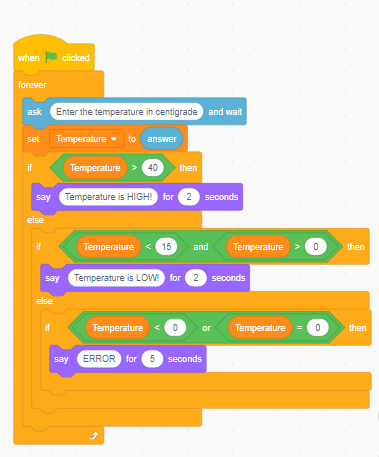 when clicked
forever
ask Enter the temperature in centigrade and wait
set Temperature to answer
if Temperature > 40 then
say Temperature is HIGH! for 2 seconds
else
if Temperature < 15 and Temperature > 0 then
say Temperature is LOW! for 2 seconds
else
if Temperature < 0 or Temperature = 0 then
say ERROR for 5 seconds